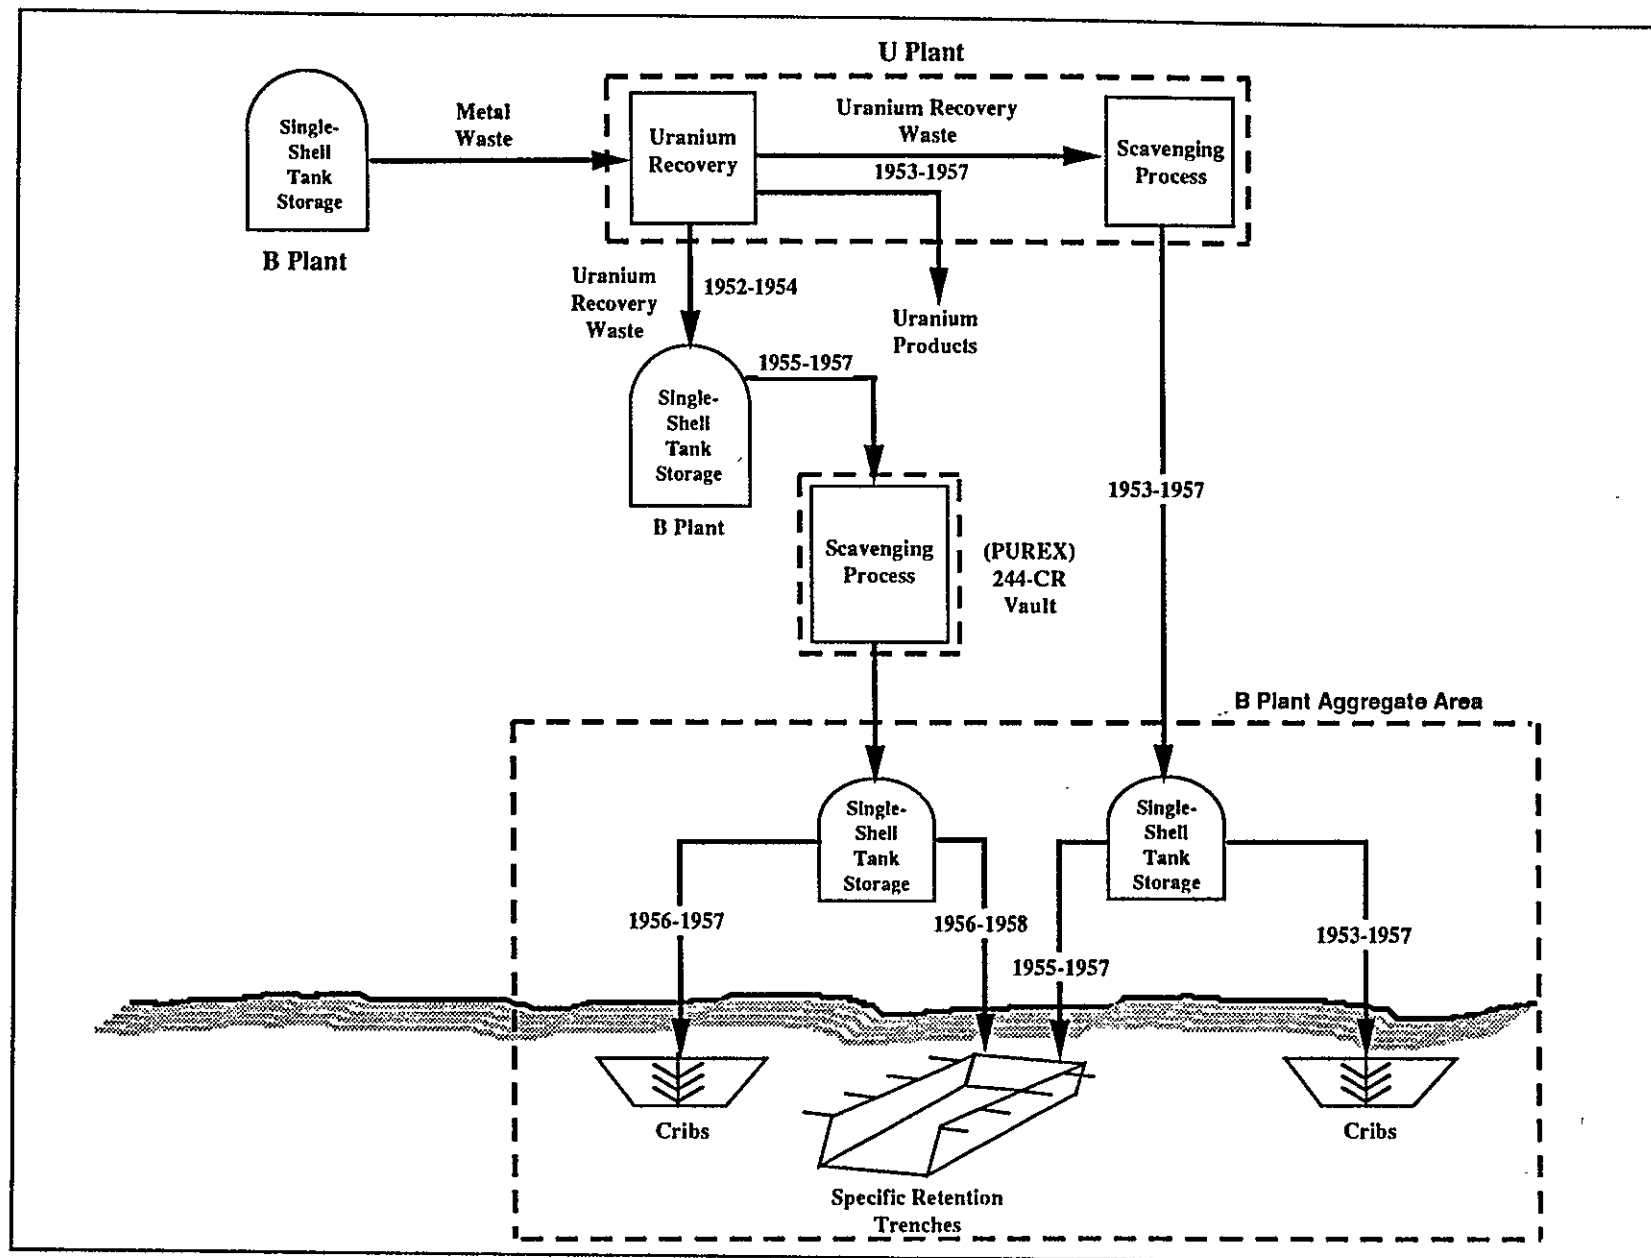 U Plant
Single-
Shell
Tank
Storage
B Plant
Metal
Waste
Uranium
Recovery
Uranium Recovery
Waste
1953-1957
Scavenging
Process
Uranium
Recovery
Waste
1952-1954
Uranium
Products
1955-1957
Single-
Shell
Tank
Storage
B Plant
Scavenging
Process
(PUREX)
244-CR
Vault
1953-1957
B Plant Aggregate Area
Single-
Shell
Tank
Storage
Single-
Shell
Tank
Storage
1956-1957
1956-1958
1955-1957
1953-1957
Cribs
Specific Retention
Trenches
Cribs